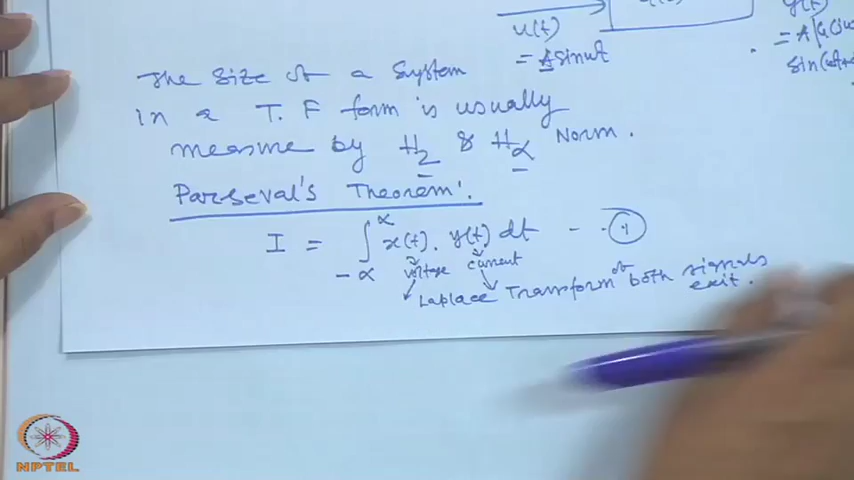 u(t)
= A sinωt
y(t)
The size of a System
in a T.F form is usually
measure by H2 & Hα Norm.
Parseval's Theorem:
I = ∫ x(t). y(t) dt - - 1
α
-α
voltage current
Laplace Transform of both signals
exit.
NPTEL